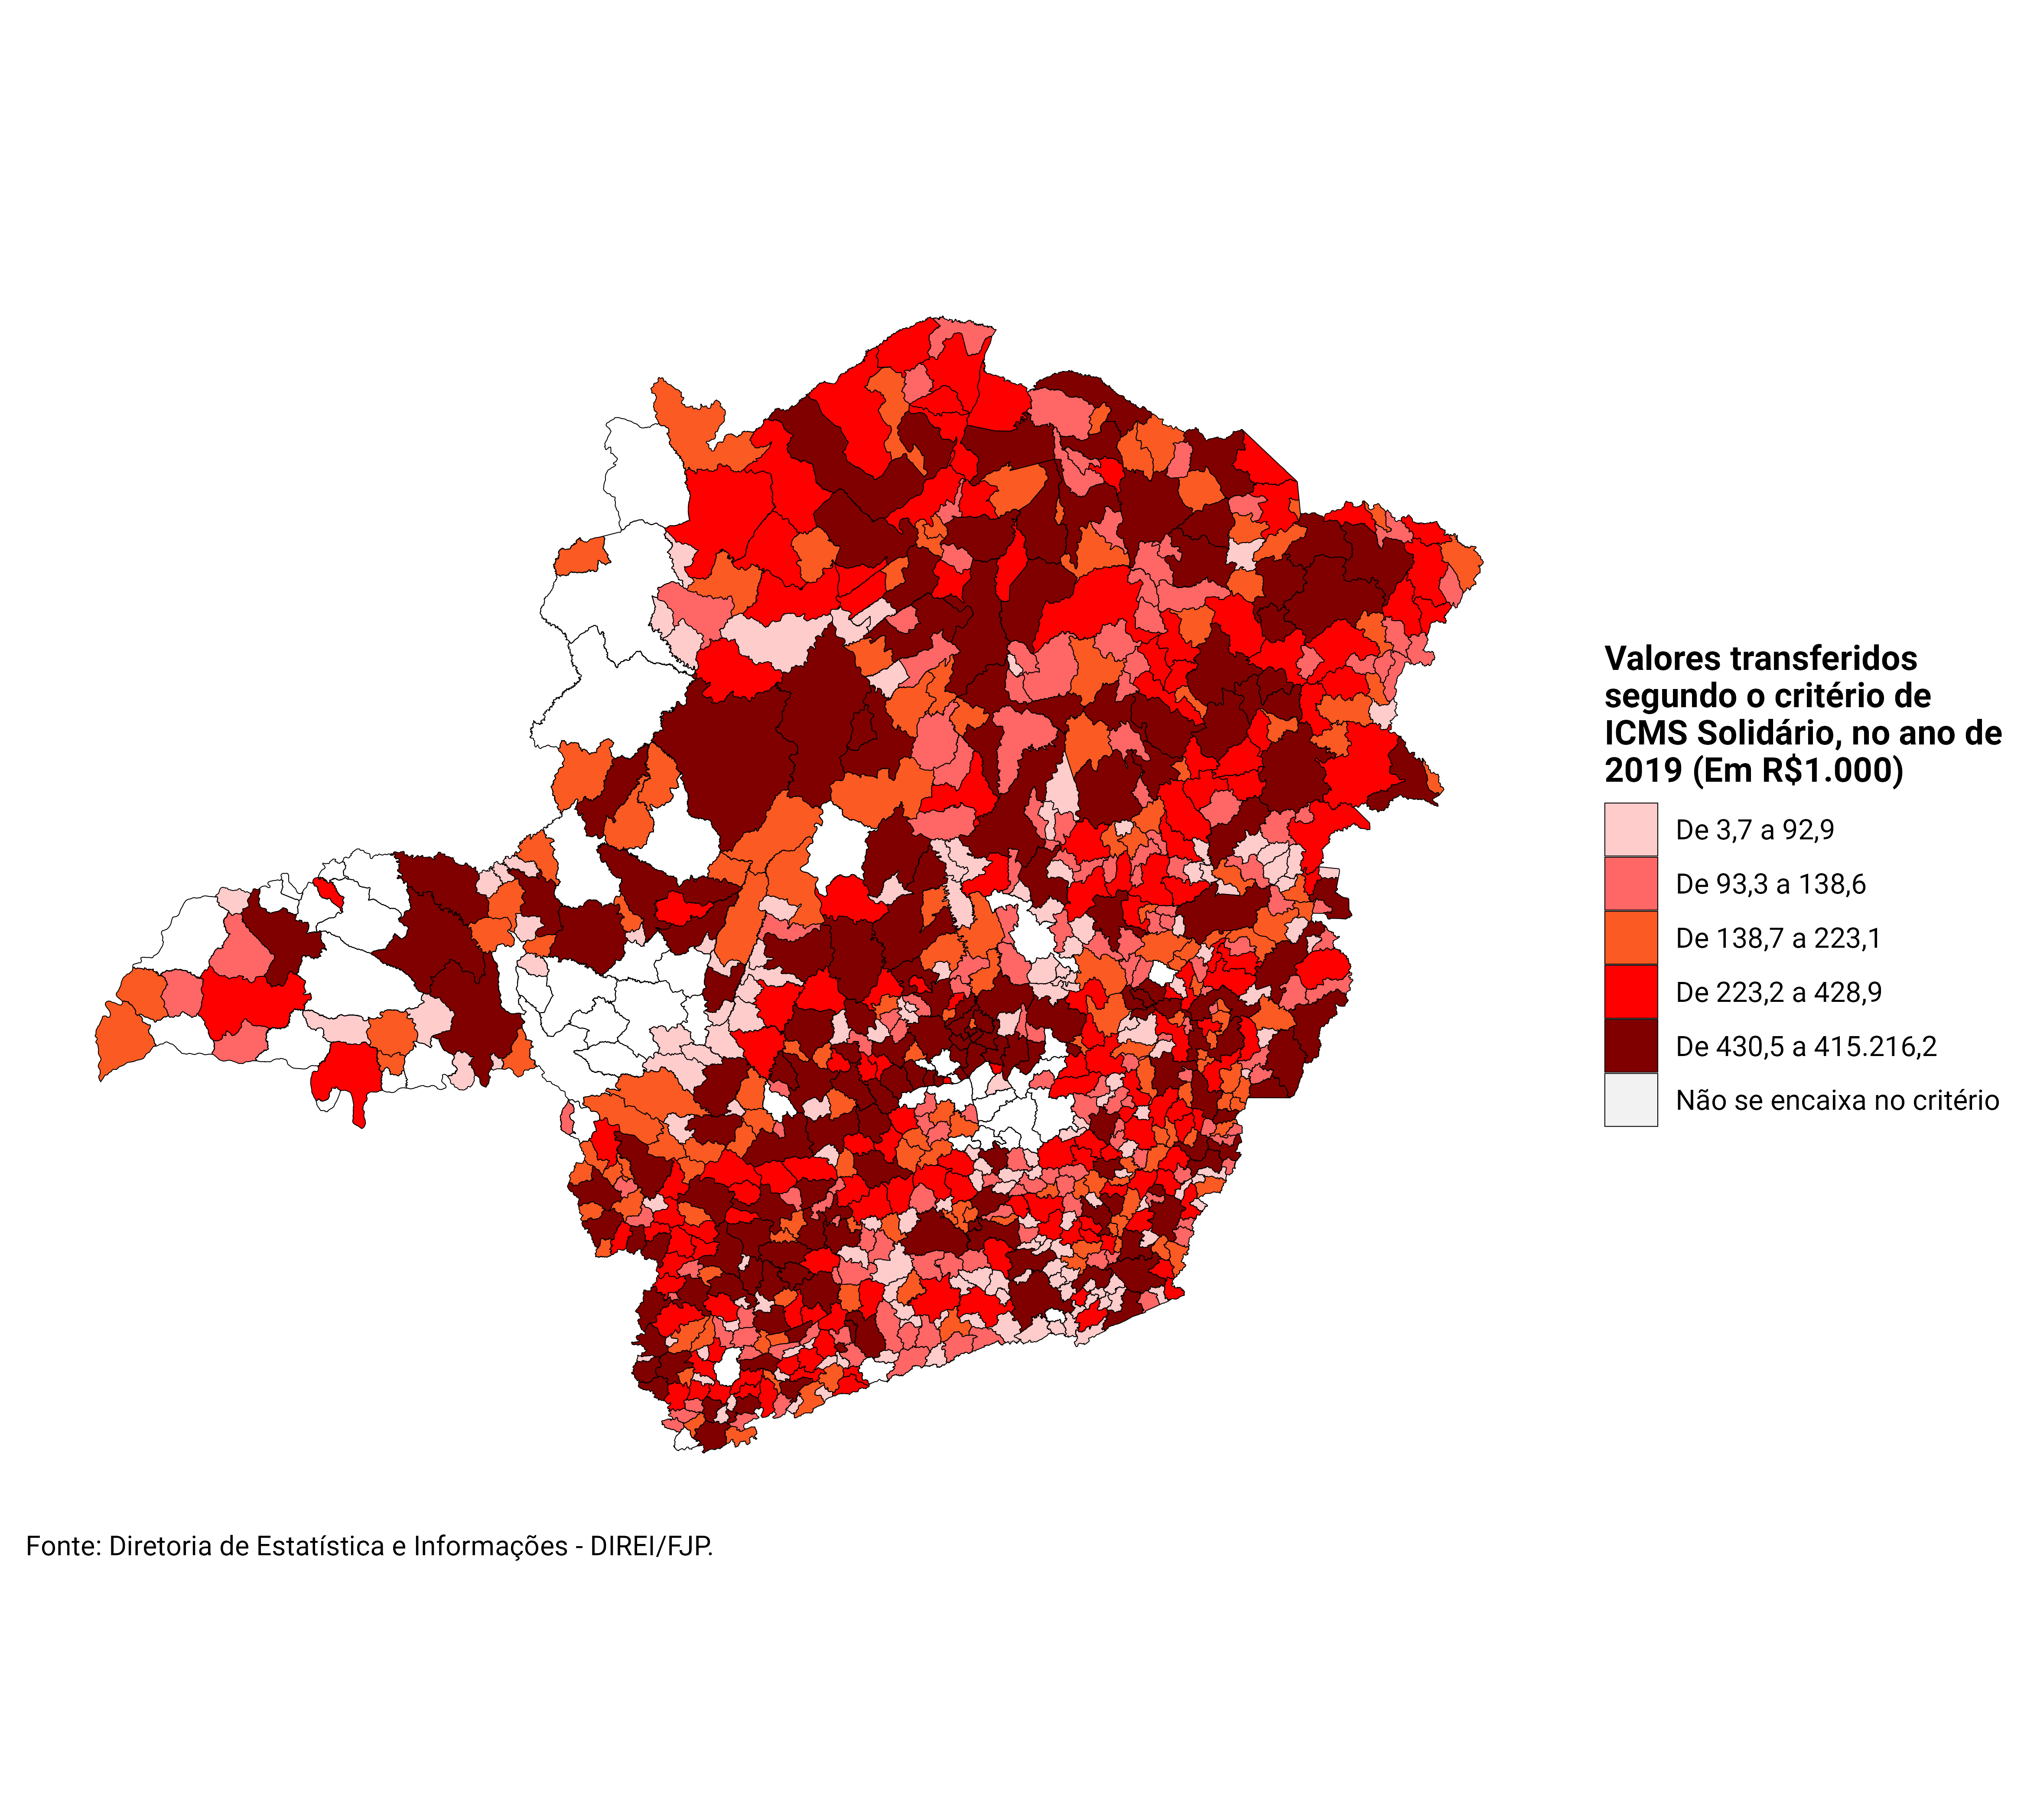 Valores transferidos
segundo o critério de
ICMS Solidário, no ano de
2019 (Em R$1.000)
De 3,7 a 92,9
De 93,3 a 138,6
De 138,7 a 223,1
De 223,2 a 428,9
De 430,5 a 415.216,2
Não se encaixa no critério
Fonte: Diretoria de Estatística e Informações - DIREI/FJP.